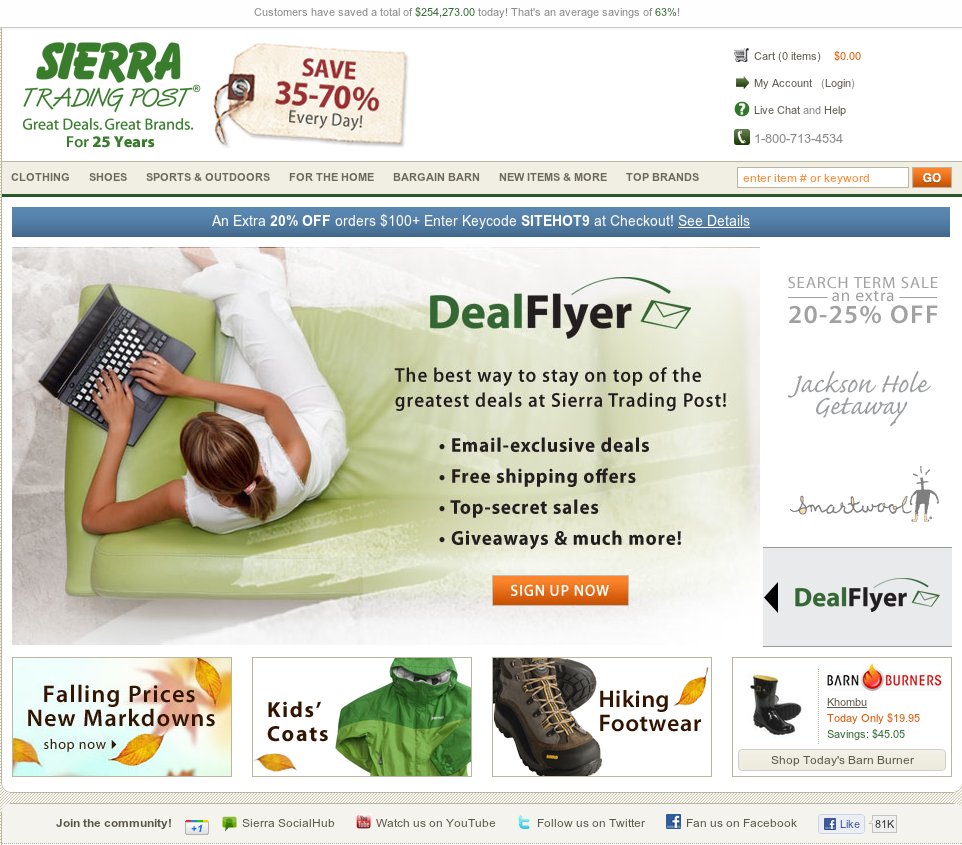 Customers have saved a total of $254,273.00 today! That's an average savings of 63%!
SIERRA
TRADING POST®
Great Deals. Great Brands.
For 25 Years
SAVE
35-70%
Every Day!
Cart (0 items) $0.00
My Account (Login)
Live Chat and Help
1-800-713-4534
CLOTHING SHOES SPORTS & OUTDOORS FOR THE HOME BARGAIN BARN NEW ITEMS & MORE TOP BRANDS
enter item # or keyword GO
An Extra 20% OFF orders $100+ Enter Keycode SITEHOT9 at Checkout! See Details
DealFlyer
The best way to stay on top of the
greatest deals at Sierra Trading Post!
• Email-exclusive deals
• Free shipping offers
• Top-secret sales
• Giveaways & much more!
SIGN UP NOW
SEARCH TERM SALE
an extra
20-25% OFF
Jackson Hole
Getaway
smartwool
DealFlyer
Falling Prices
New Markdowns
shop now
Kids'
Coats
Hiking
Footwear
BARN BURNERS
Khombu
Today Only $19.95
Savings: $45.05
Shop Today's Barn Burner
Join the community! +1 Sierra SocialHub Watch us on YouTube Follow us on Twitter Fan us on Facebook Like 81K